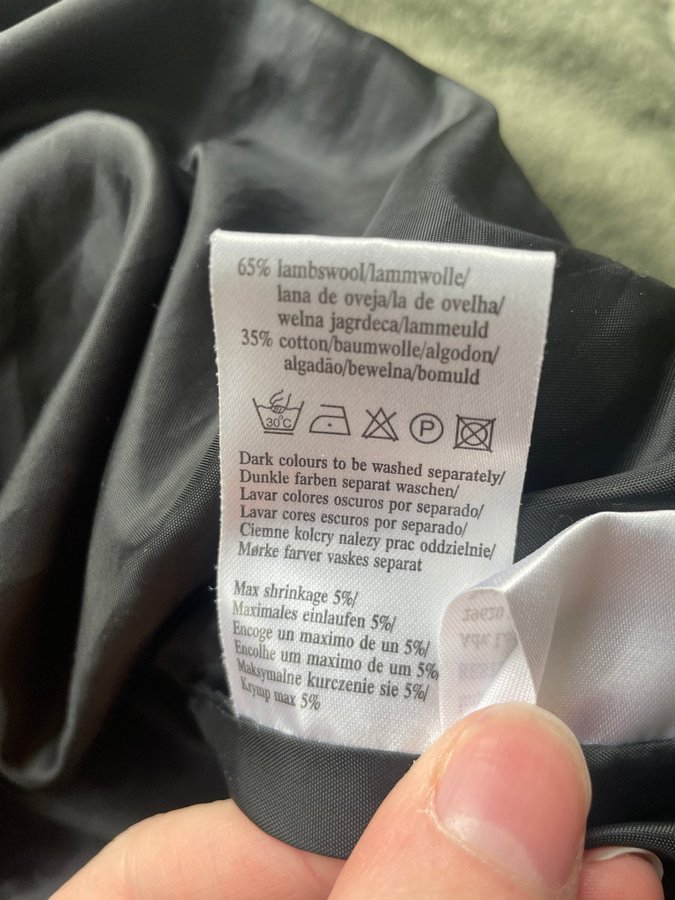 65% lambswool/lammwolle/
lana de oveja/la de ovelha/
welna jagrdeca/lammeuld
35% cotton/baumwolle/algodon/
algadão/bewelna/bomuld
30°C
P
Dark colours to be washed separately/
Dunkle farben separat waschen/
Lavar colores oscuros por separado/
Lavar cores escuros por separado/
Ciemne kolcry nalezy prac oddzielnie/
Mørke farver vaskes separat
Max shrinkage 5%/
Maximales einlaufen 5%/
Encoge un maximo de un 5%/
Encolhe um maximo de um 5%/
Maksymalne kurczenie sie 5%/
Krymp max 5%